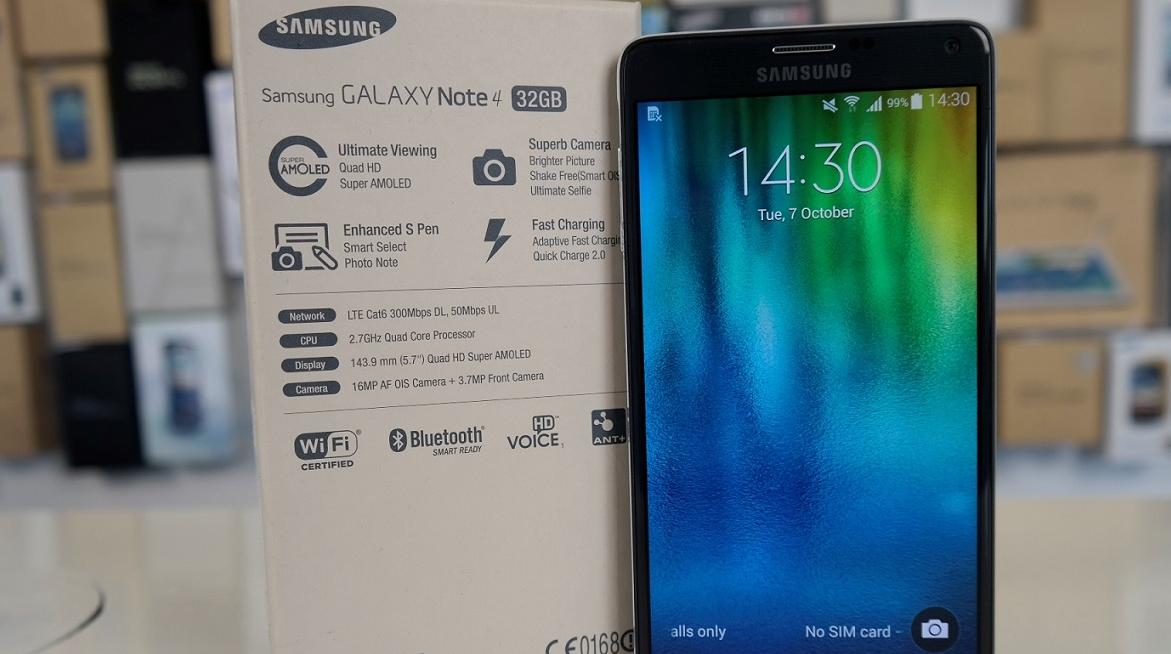 SAMSUNG
Samsung GALAXY Note 4 32GB
SUPER
AMOLED
Ultimate Viewing
Quad HD
Super AMOLED
Superb Camera
Brighter Picture
Shake Free(Smart OIS
Ultimate Selfie
Enhanced S Pen
Smart Select
Photo Note
Fast Charging
Adaptive Fast
Quick Charge 2.0
Network LTE Cat6 300Mbps DL, 50Mbps UL
CPU 2.7GHz Quad Core Processor
Display 143.9 mm (5.7") Quad HD Super AMOLED
Camera 16MP AF OIS Camera + 3.7MP Front Camera
WiFi®
CERTIFIED
Bluetooth®
SMART READY
HD™
VOICE1
ANT+
CE0168
SAMSUNG
99% 14:30
14:30
Tue, 7 October
alls only
No SIM card -